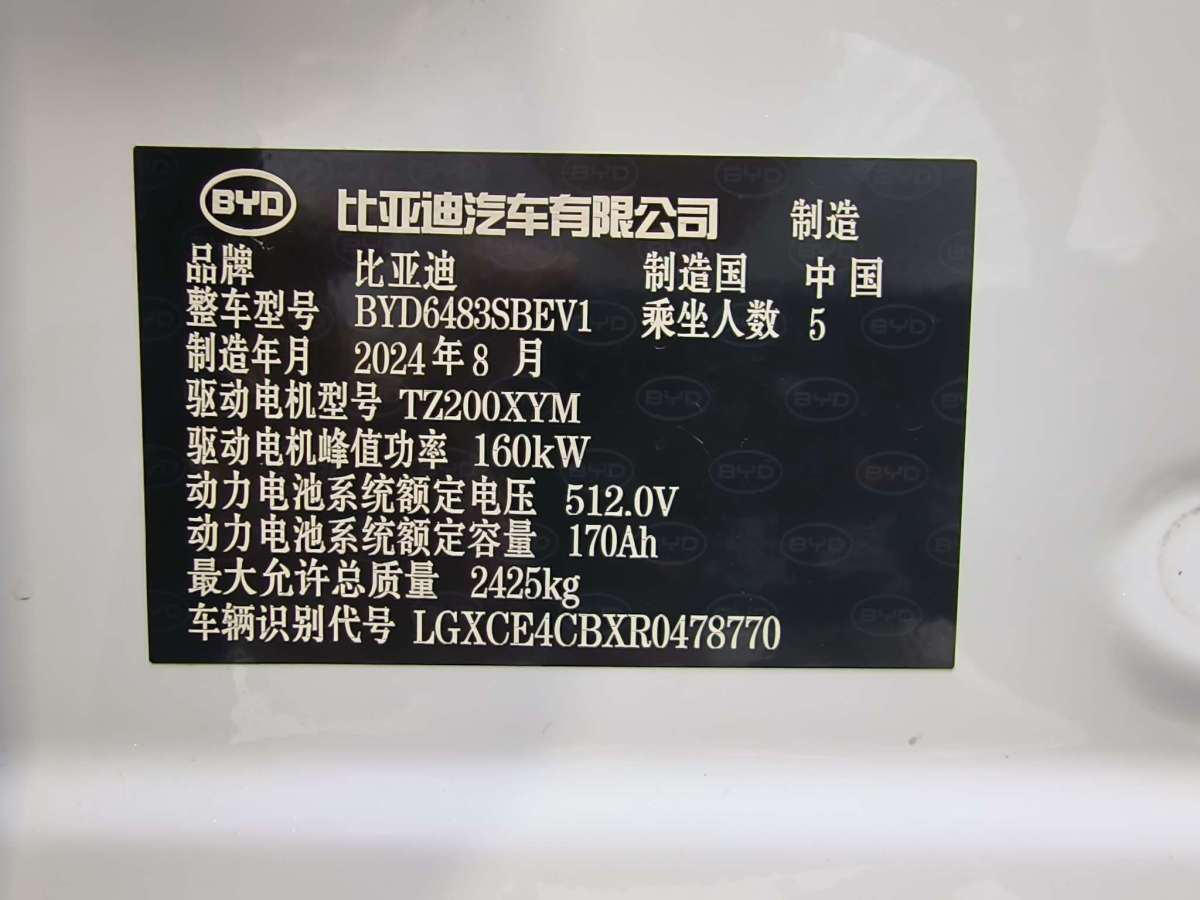 BYD 比亚迪汽车有限公司 制造
品牌 比亚迪 制造国 中国
整车型号 BYD6483SBEV1 乘坐人数 5
制造年月 2024年8月
驱动电机型号 TZ200XYM
驱动电机峰值功率 160kW
动力电池系统额定电压 512.0V
动力电池系统额定容量 170Ah
最大允许总质量 2425kg
车辆识别代号 LGXCE4CBXR0478770